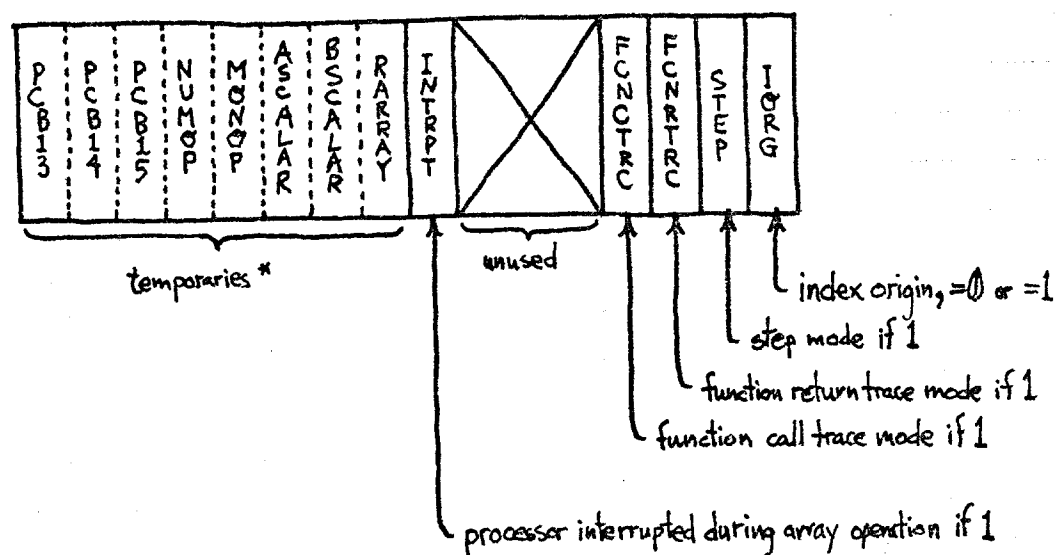 PCB13
PCB14
PCB15
NUMOP
MONOP
ASCALAR
BSCALAR
RARRAY
INTRPT
FUNCTRC
FUNRTRC
STEP
IORG
temporaries *
unused
index origin, =0 or =1
step mode if 1
function return trace mode if 1
function call trace mode if 1
processor interrupted during array operation if 1